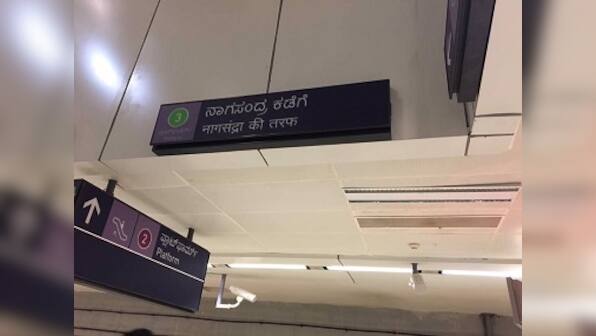 3
ನಾಗಸಂದ್ರ ಕಡೆಗೆ
नागसंद्रा की तरफ
2
ಪ್ಲಾಟ್‌ಫಾರ್ಮ್
Platform